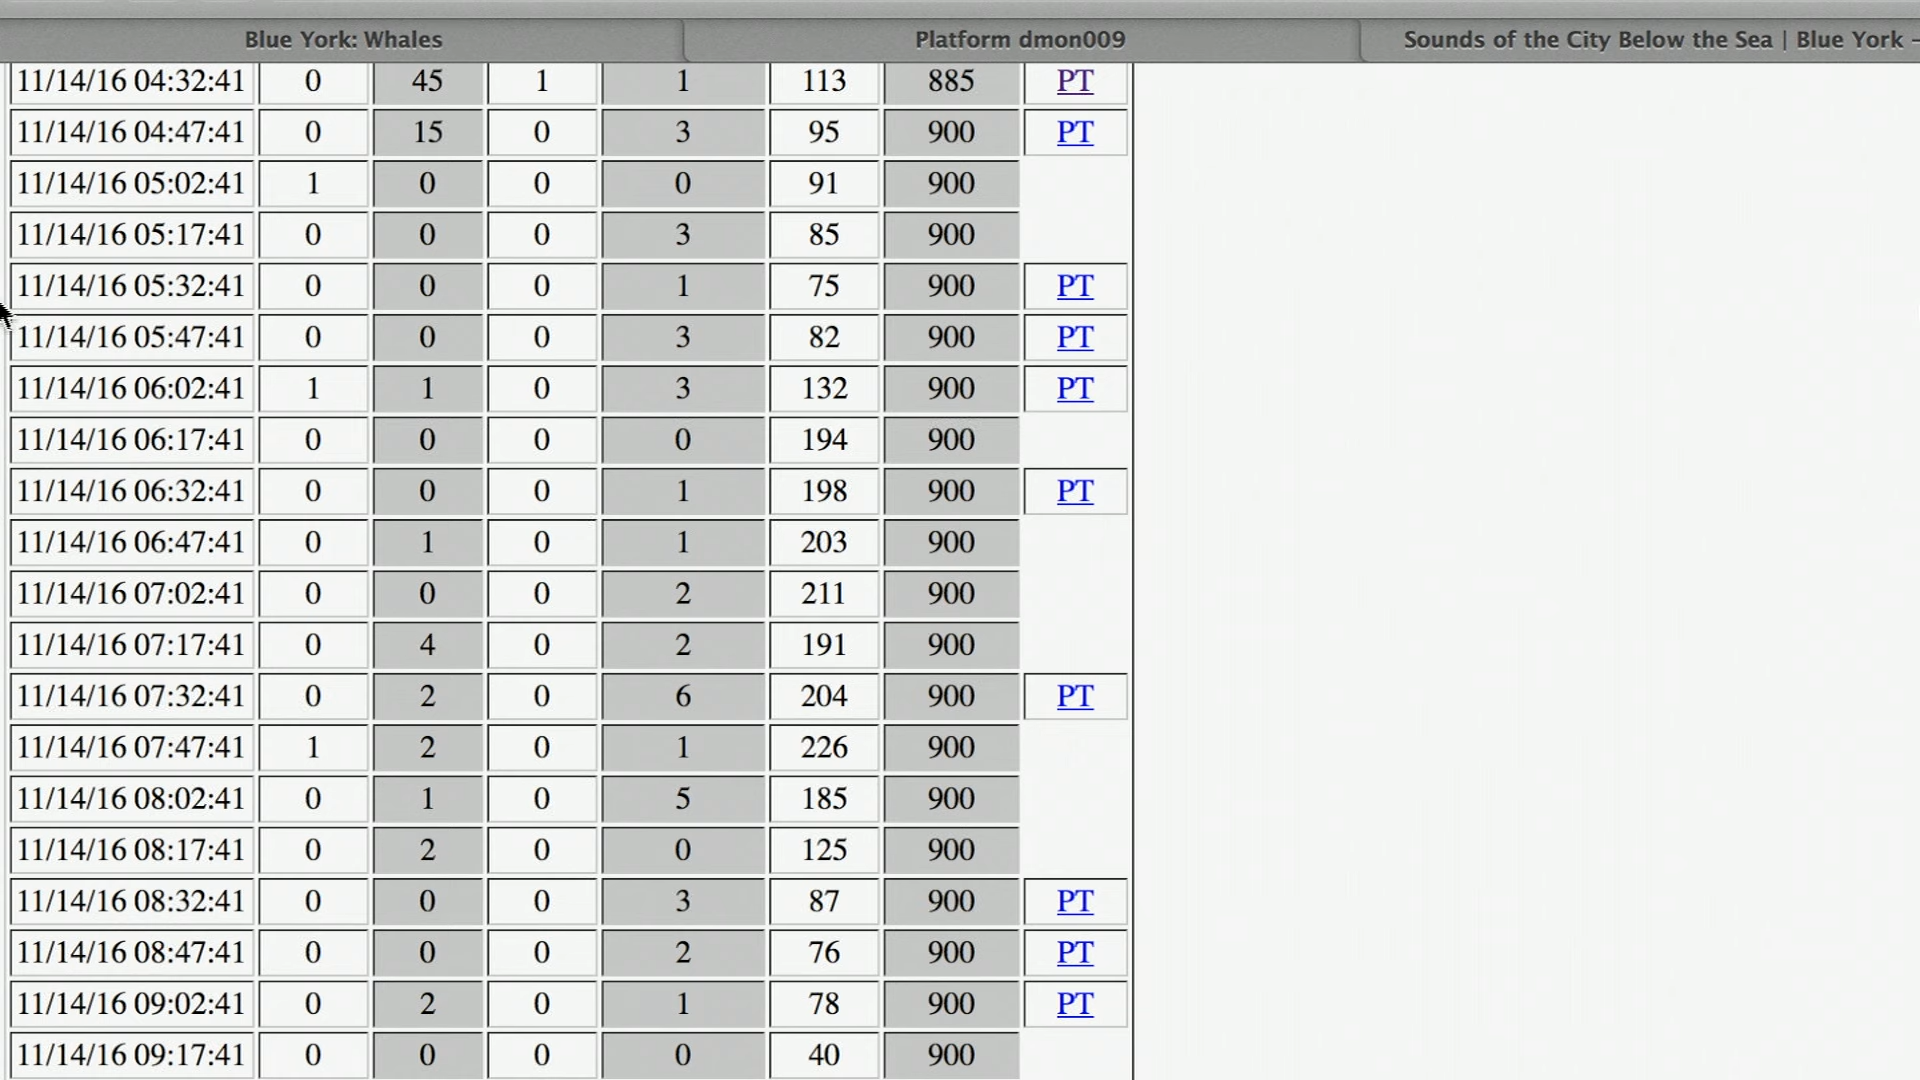 Blue York: Whales Platform dmon009 Sounds of the City Below the Sea | Blue York -
11/14/16 04:32:41 0 45 1 1 113 885 PT
11/14/16 04:47:41 0 15 0 3 95 900 PT
11/14/16 05:02:41 1 0 0 0 91 900
11/14/16 05:17:41 0 0 0 3 85 900
11/14/16 05:32:41 0 0 0 1 75 900 PT
11/14/16 05:47:41 0 0 0 3 82 900 PT
11/14/16 06:02:41 1 1 0 3 132 900 PT
11/14/16 06:17:41 0 0 0 0 194 900
11/14/16 06:32:41 0 0 0 1 198 900 PT
11/14/16 06:47:41 0 1 0 1 203 900
11/14/16 07:02:41 0 0 0 2 211 900
11/14/16 07:17:41 0 4 0 2 191 900
11/14/16 07:32:41 0 2 0 6 204 900 PT
11/14/16 07:47:41 1 2 0 1 226 900
11/14/16 08:02:41 0 1 0 5 185 900
11/14/16 08:17:41 0 2 0 0 125 900
11/14/16 08:32:41 0 0 0 3 87 900 PT
11/14/16 08:47:41 0 0 0 2 76 900 PT
11/14/16 09:02:41 0 2 0 1 78 900 PT
11/14/16 09:17:41 0 0 0 0 40 900